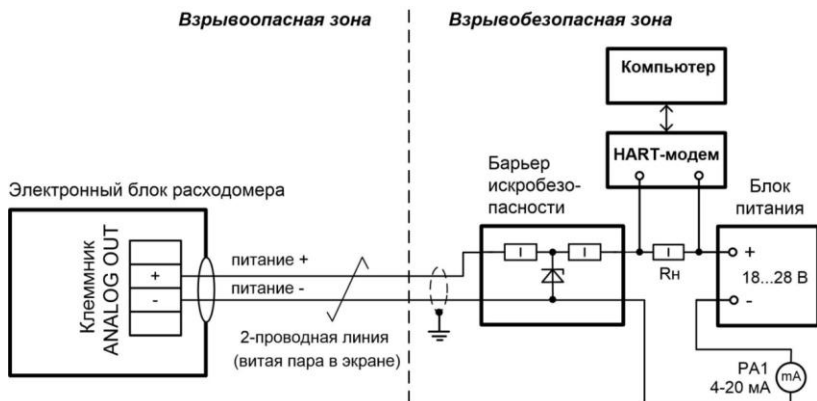 Взрывоопасная зона
Взрывобезопасная зона
Компьютер
HART-модем
Барьер
искробезо-
пасности
Блок
питания
Электронный блок расходомера
Клеммник
ANALOG OUT
+
-
питание +
питание -
2-проводная линия
(витая пара в экране)
I
I
I
Rн
+
18...28 В
-
PA1
4-20 мА
mA